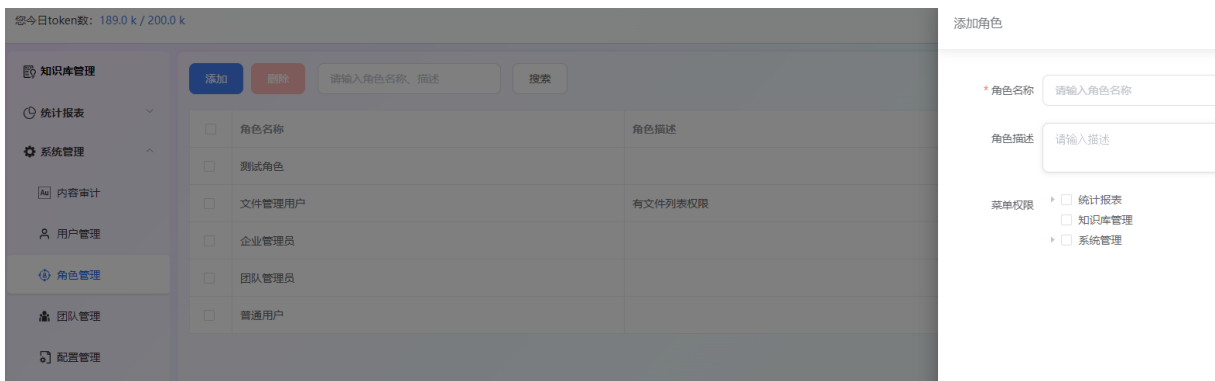 您今日token数：189.0 k / 200.0 k
添加角色
知识库管理
统计报表
系统管理
Au 内容审计
用户管理
角色管理
团队管理
配置管理
添加 删除 请输入角色名称、描述 搜索
角色名称 角色描述
测试角色
文件管理用户 有文件列表权限
企业管理员
团队管理员
普通用户
* 角色名称 请输入角色名称
角色描述 请输入描述
菜单权限 统计报表
知识库管理
系统管理